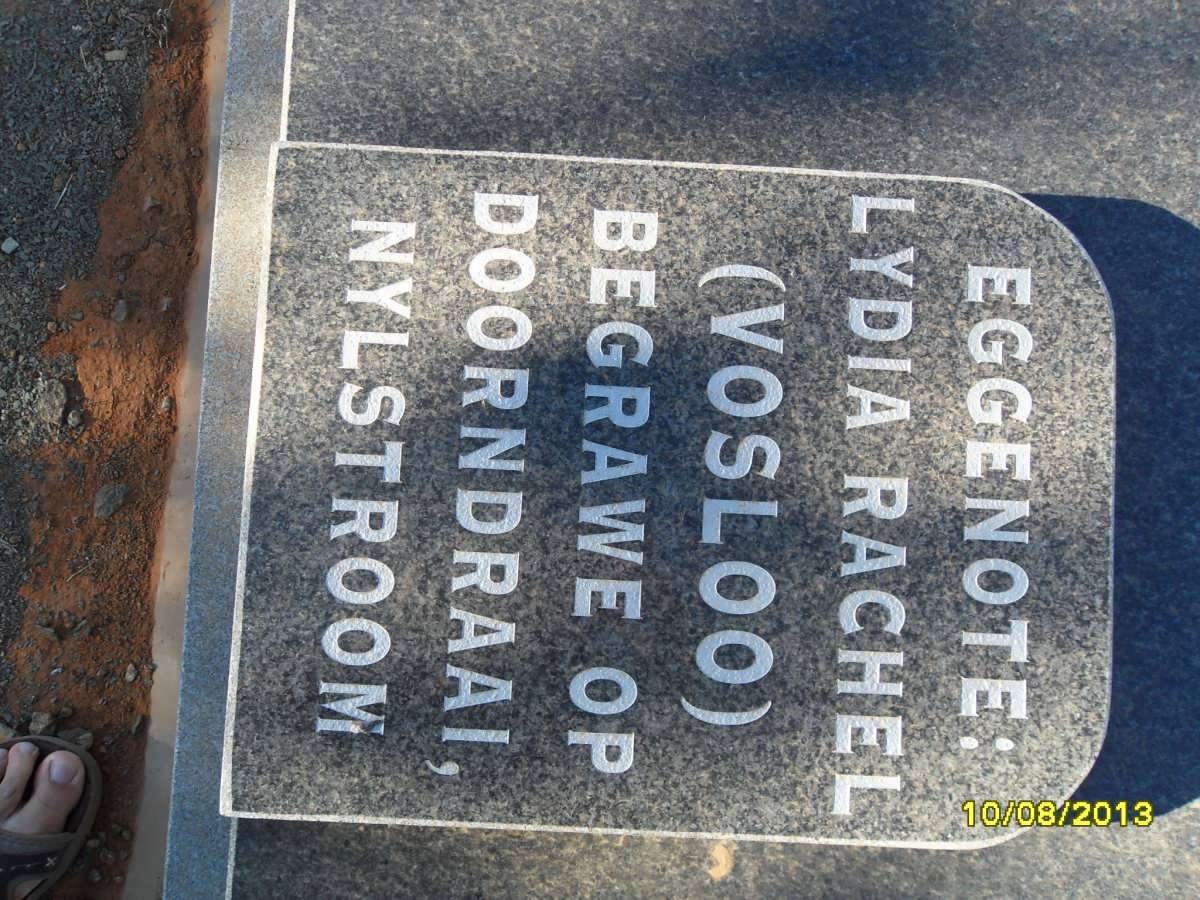 EGGENOTE:
LYDIA RACHEL
(VOSLOO)
BEGRAWE OP
DOORNDRAAI,
NYLSTROOM
10/08/2013